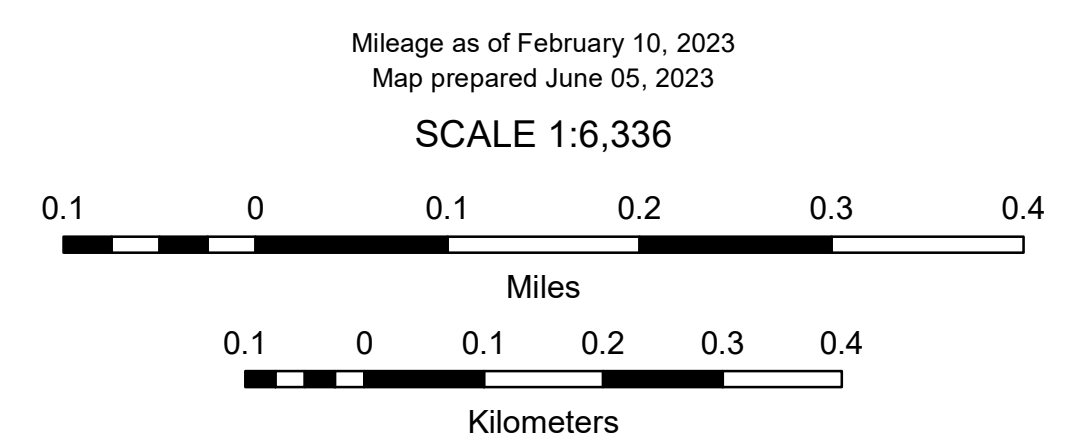 Mileage as of February 10, 2023
Map prepared June 05, 2023
SCALE 1:6,336
0.1 0 0.1 0.2 0.3 0.4
Miles
0.1 0 0.1 0.2 0.3 0.4
Kilometers